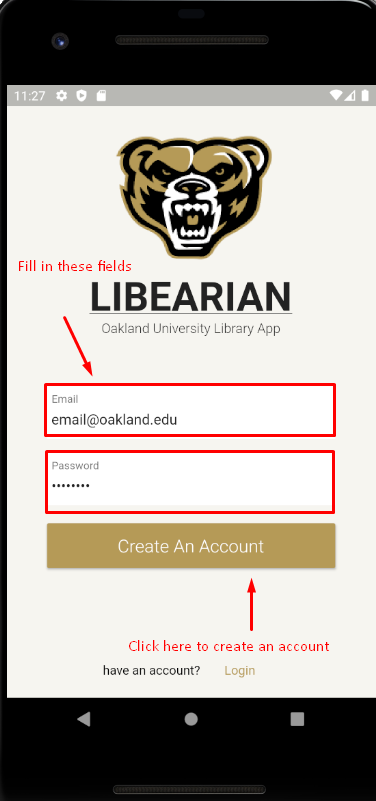 11:27
Fill in these fields
LIBEARIAN
Oakland University Library App
Email
email@oakland.edu
Password
••••••••
Create An Account
Click here to create an account
have an account? Login